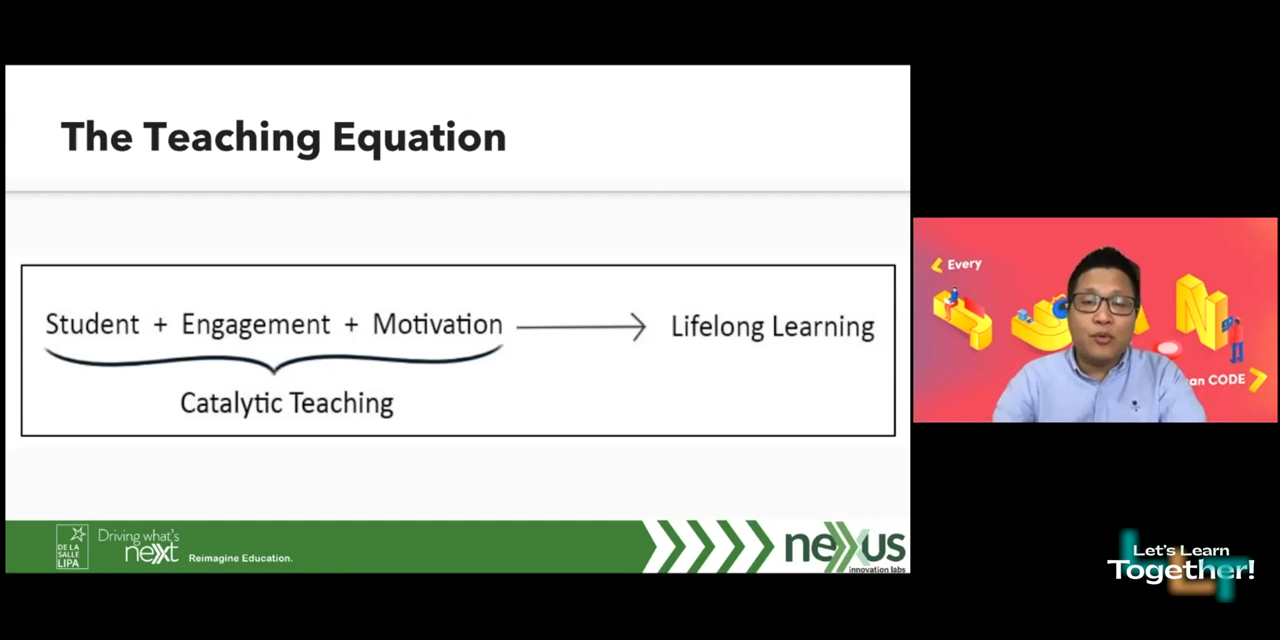 The Teaching Equation
Student + Engagement + Motivation
Lifelong Learning
Catalytic Teaching
DE LA
SALLE
LIPA
Driving what's
next
Reimagine Education.
nexus
innovation labs
Every
an CODE
Let's Learn
Together!